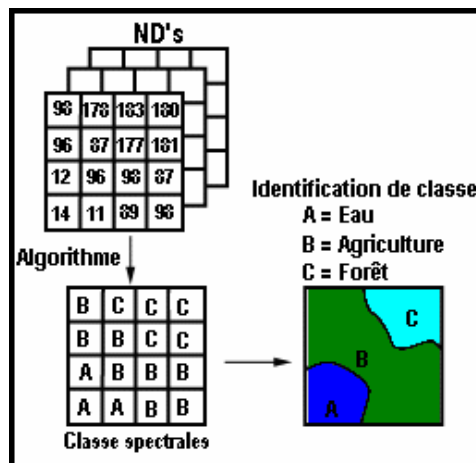 ND's
98 178 183 180
96 87 177 181
12 96 98 87
14 11 89 98
Algorithme
B C C C
B B C C
A B B B
A A B B
Classe spectrales
Identification de classe
A = Eau
B = Agriculture
C = Forêt
C
B
A